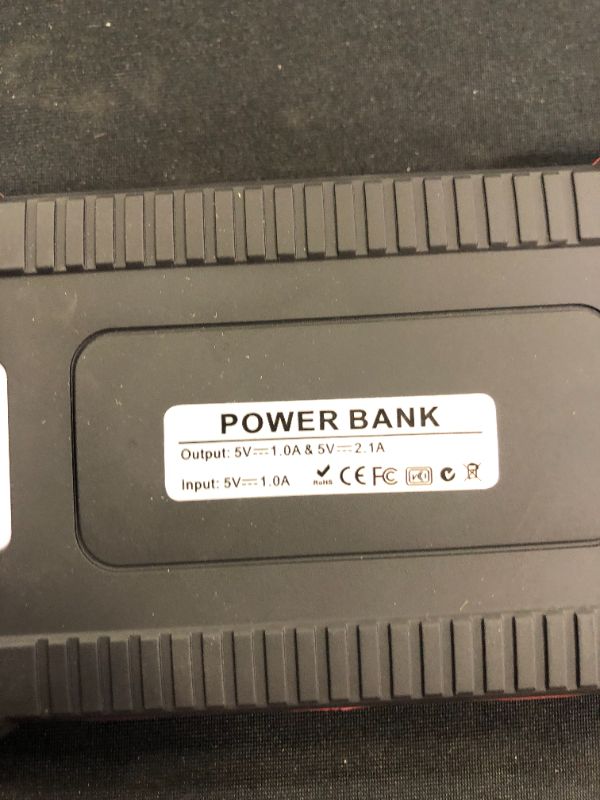 POWER BANK
Output: 5V⎓1.0A & 5V⎓2.1A
Input: 5V⎓1.0A RoHS CE FC